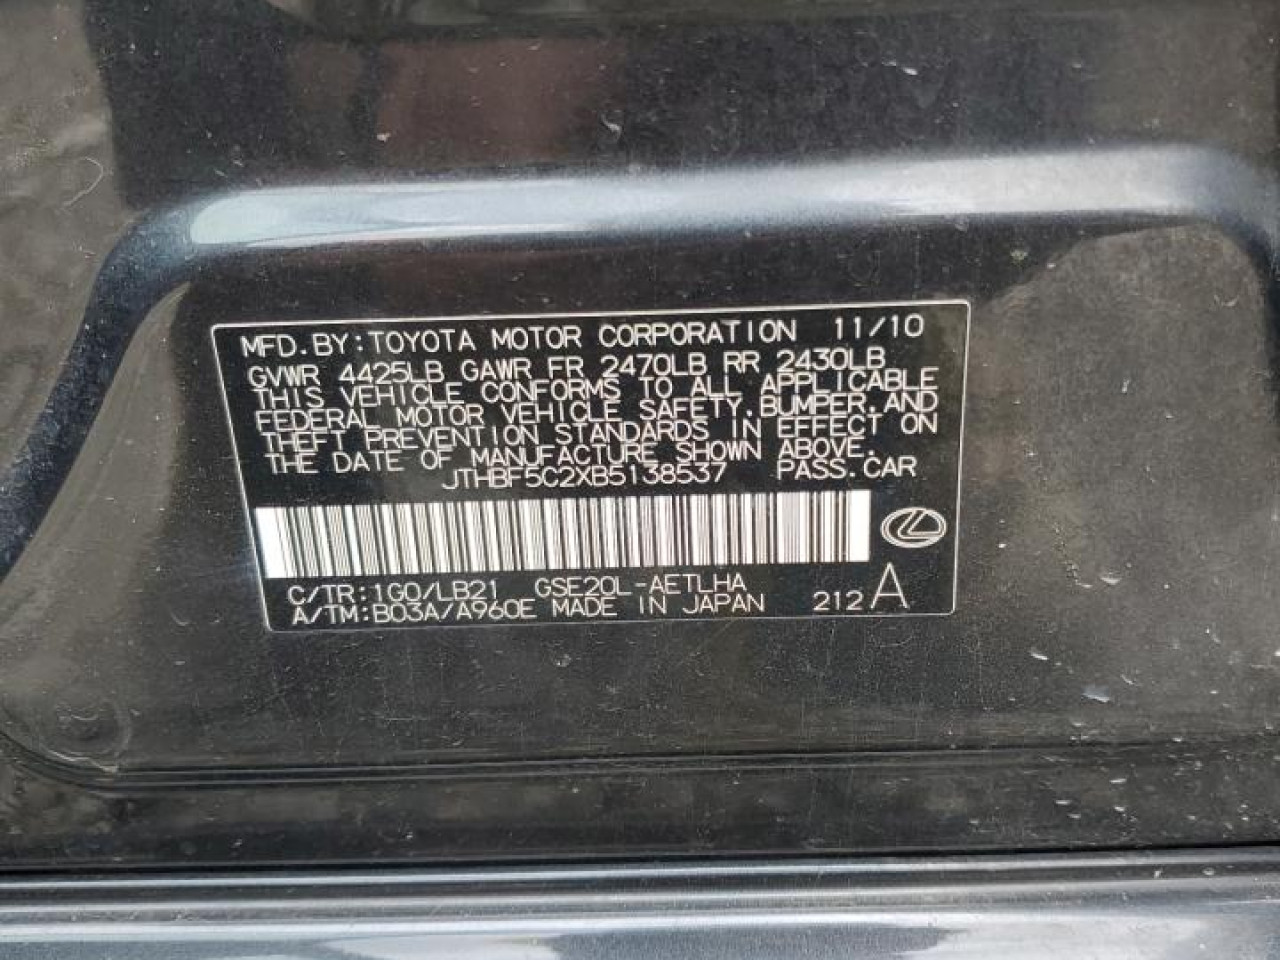 MFD.BY:TOYOTA MOTOR CORPORATION 11/10
GVWR 4425LB GAWR FR 2470LB RR 2430LB
THIS VEHICLE CONFORMS TO ALL APPLICABLE
FEDERAL MOTOR VEHICLE SAFETY,BUMPER,AND
THEFT PREVENTION STANDARDS IN EFFECT ON
THE DATE OF MANUFACTURE SHOWN ABOVE.
JTHBF5C2XB5138537 PASS.CAR
C/TR:1G0/LB21 GSE20L-AETLHA
A/TM:B03A/A960E MADE IN JAPAN 212 A